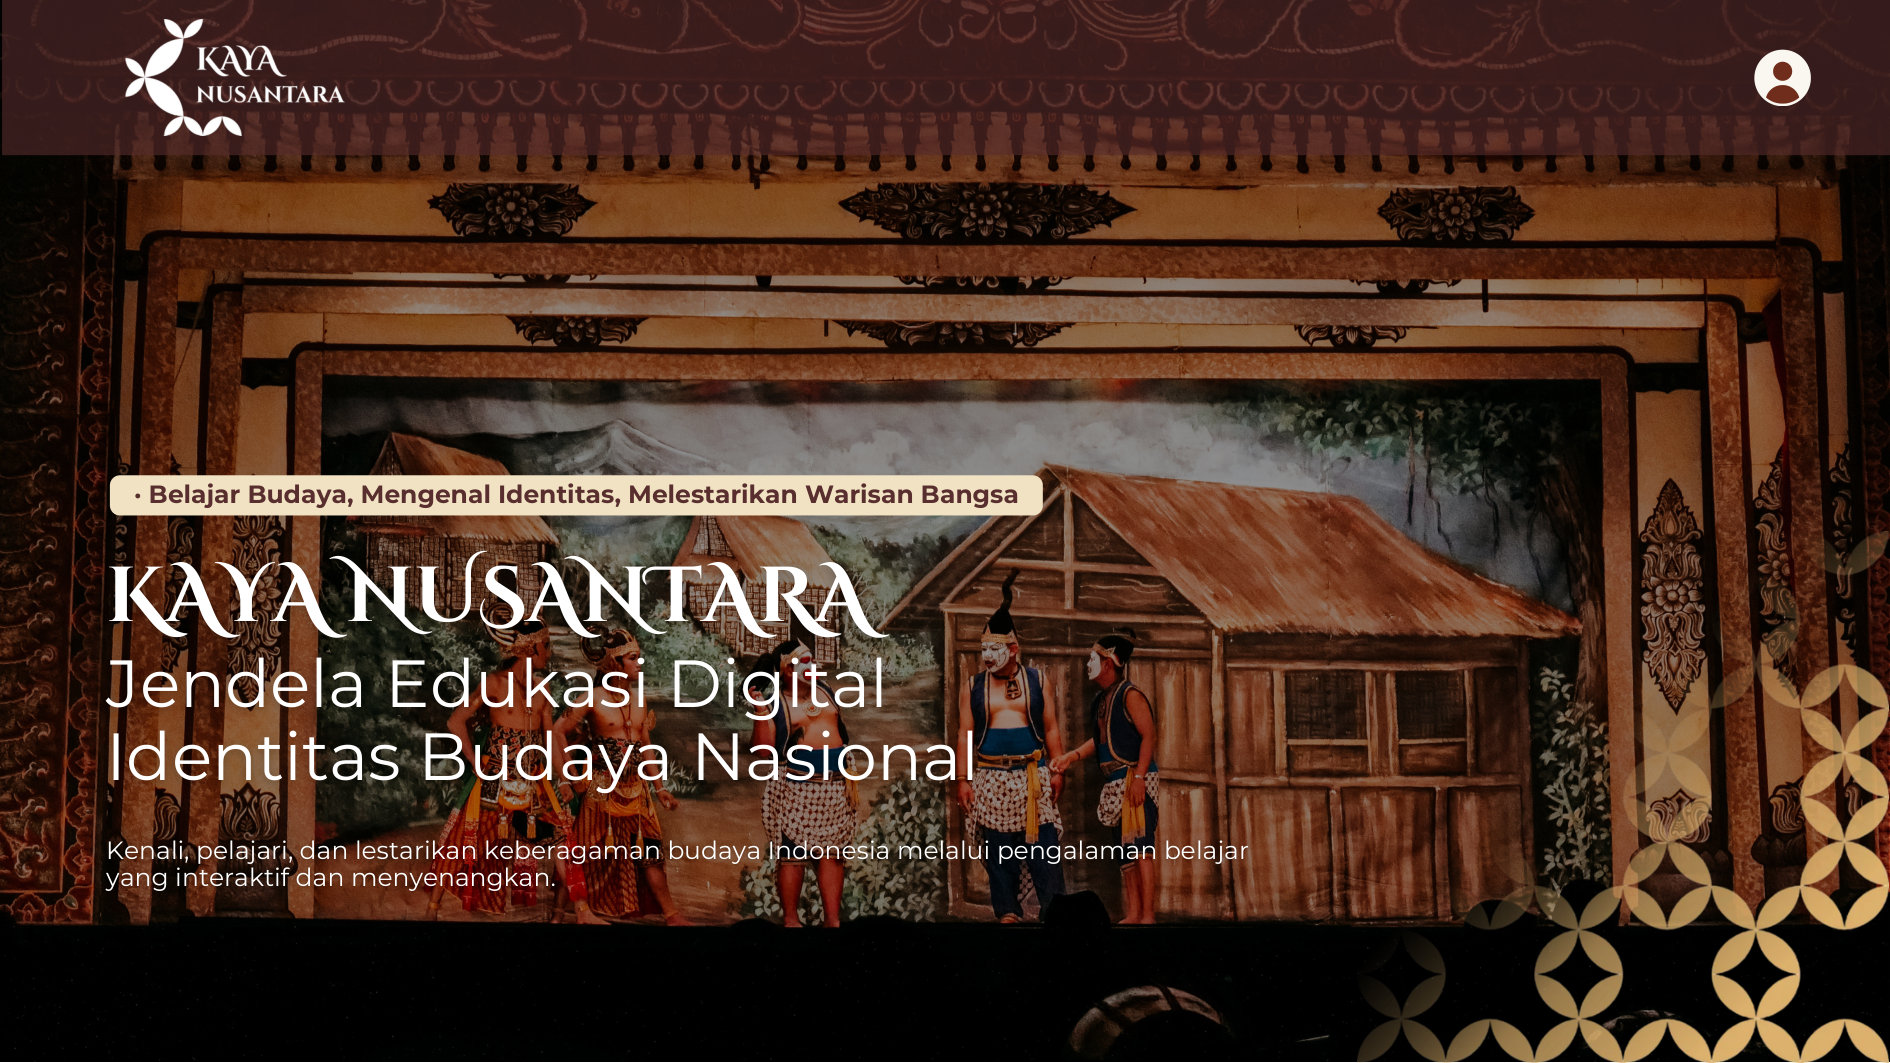 KAYA
NUSANTARA
· Belajar Budaya, Mengenal Identitas, Melestarikan Warisan Bangsa
KAYA NUSANTARA
Jendela Edukasi Digital
Identitas Budaya Nasional
Kenali, pelajari, dan lestarikan keberagaman budaya Indonesia melalui pengalaman belajar
yang interaktif dan menyenangkan.